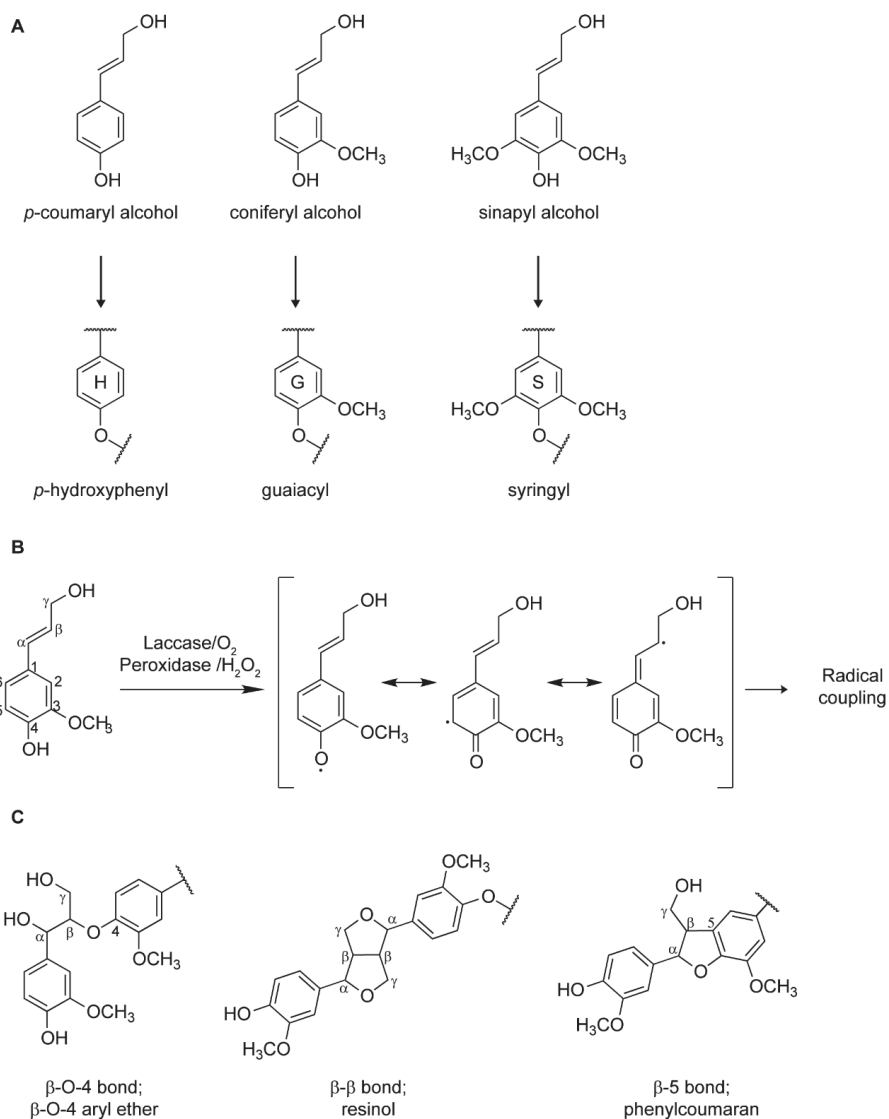 A
OH
OH
OH
OCH3
H3CO
OCH3
OH
OH
OH
p-coumaryl alcohol
coniferyl alcohol
sinapyl alcohol
H
G
S
OCH3
H3CO
OCH3
O
O
O
p-hydroxyphenyl
guaiacyl
syringyl
B
OH
γ
α
β
1
6
2
5
3
4
OCH3
OH
Laccase/O2
Peroxidase /H2O2
OH
OCH3
O
OH
OCH3
O
OH
OCH3
O
Radical
coupling
C
HO
γ
HO
α
β
O
4
OCH3
OCH3
OH
β-O-4 bond;
β-O-4 aryl ether
OCH3
O
O
α
γ
β
β
γ
α
O
HO
H3CO
β-β bond;
resinol
OH
γ
β
5
α
O
HO
OCH3
H3CO
β-5 bond;
phenylcoumaran